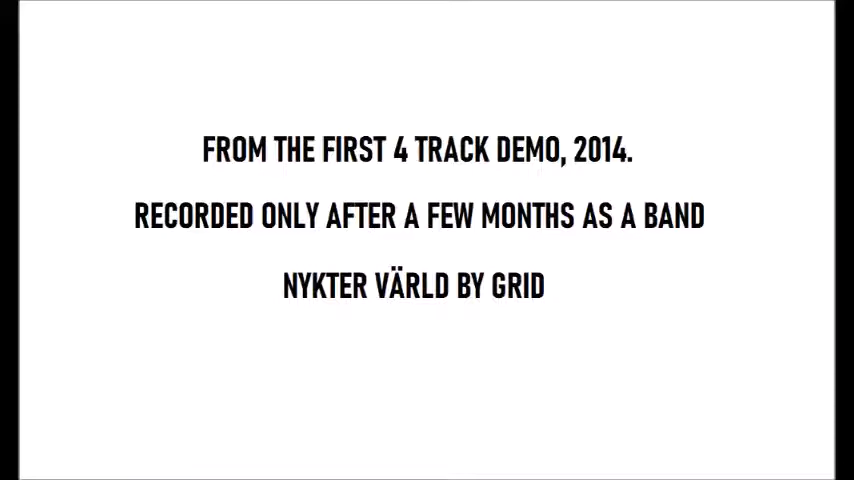 FROM THE FIRST 4 TRACK DEMO, 2014.
RECORDED ONLY AFTER A FEW MONTHS AS A BAND
NYKTER VÄRLD BY GRID